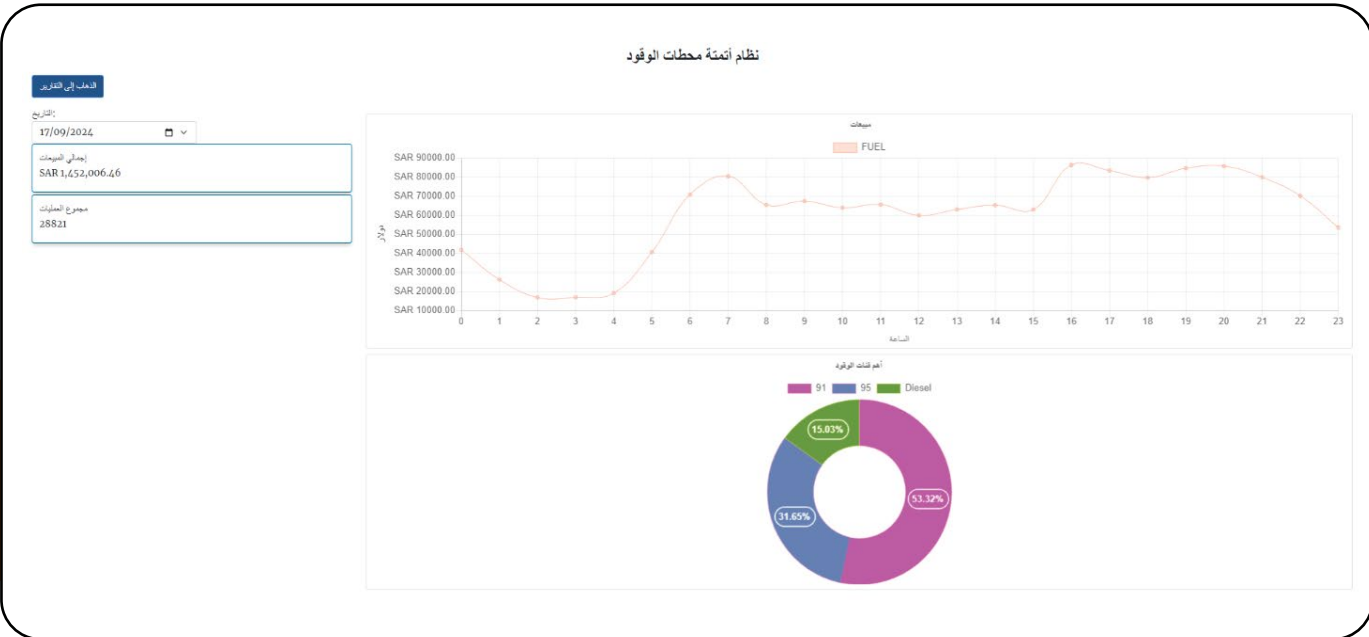 نظام أتمتة محطات الوقود
الذهاب إلى التقارير
التاريخ:
17/09/2024
إجمالي المبيعات
SAR 1,452,006.46
مجموع العمليات
28821
مبيعات
FUEL
SAR 90000.00
SAR 80000.00
SAR 70000.00
SAR 60000.00
SAR 50000.00
SAR 40000.00
SAR 30000.00
SAR 20000.00
SAR 10000.00
دولار
0 1 2 3 4 5 6 7 8 9 10 11 12 13 14 15 16 17 18 19 20 21 22 23
الساعة
أهم فئات الوقود
91 95 Diesel
15.03%
53.32%
31.65%